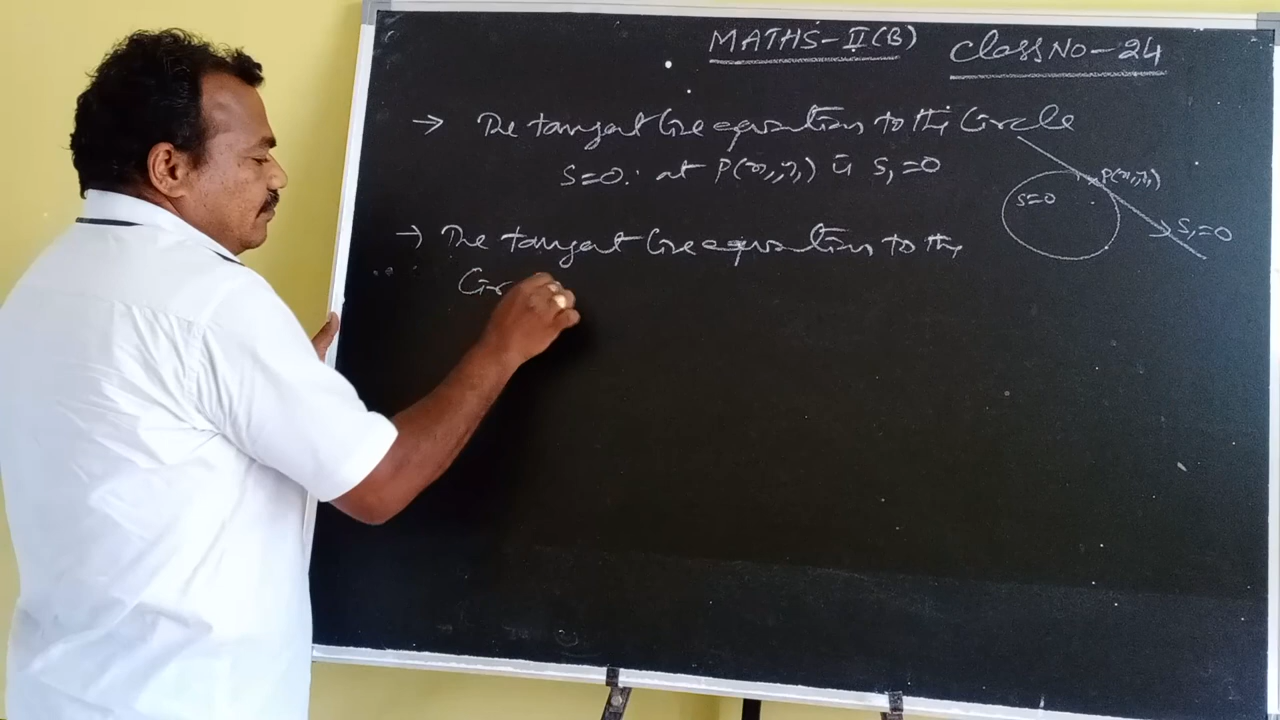 MATHS-II(B) Class NO-24
→ The tangent line equation to the Circle
S=0. at P(x₁,y₁) is S₁=0
P(x₁,y₁)
S=0
S₁=0
→ The tangent line equation to the
Circ